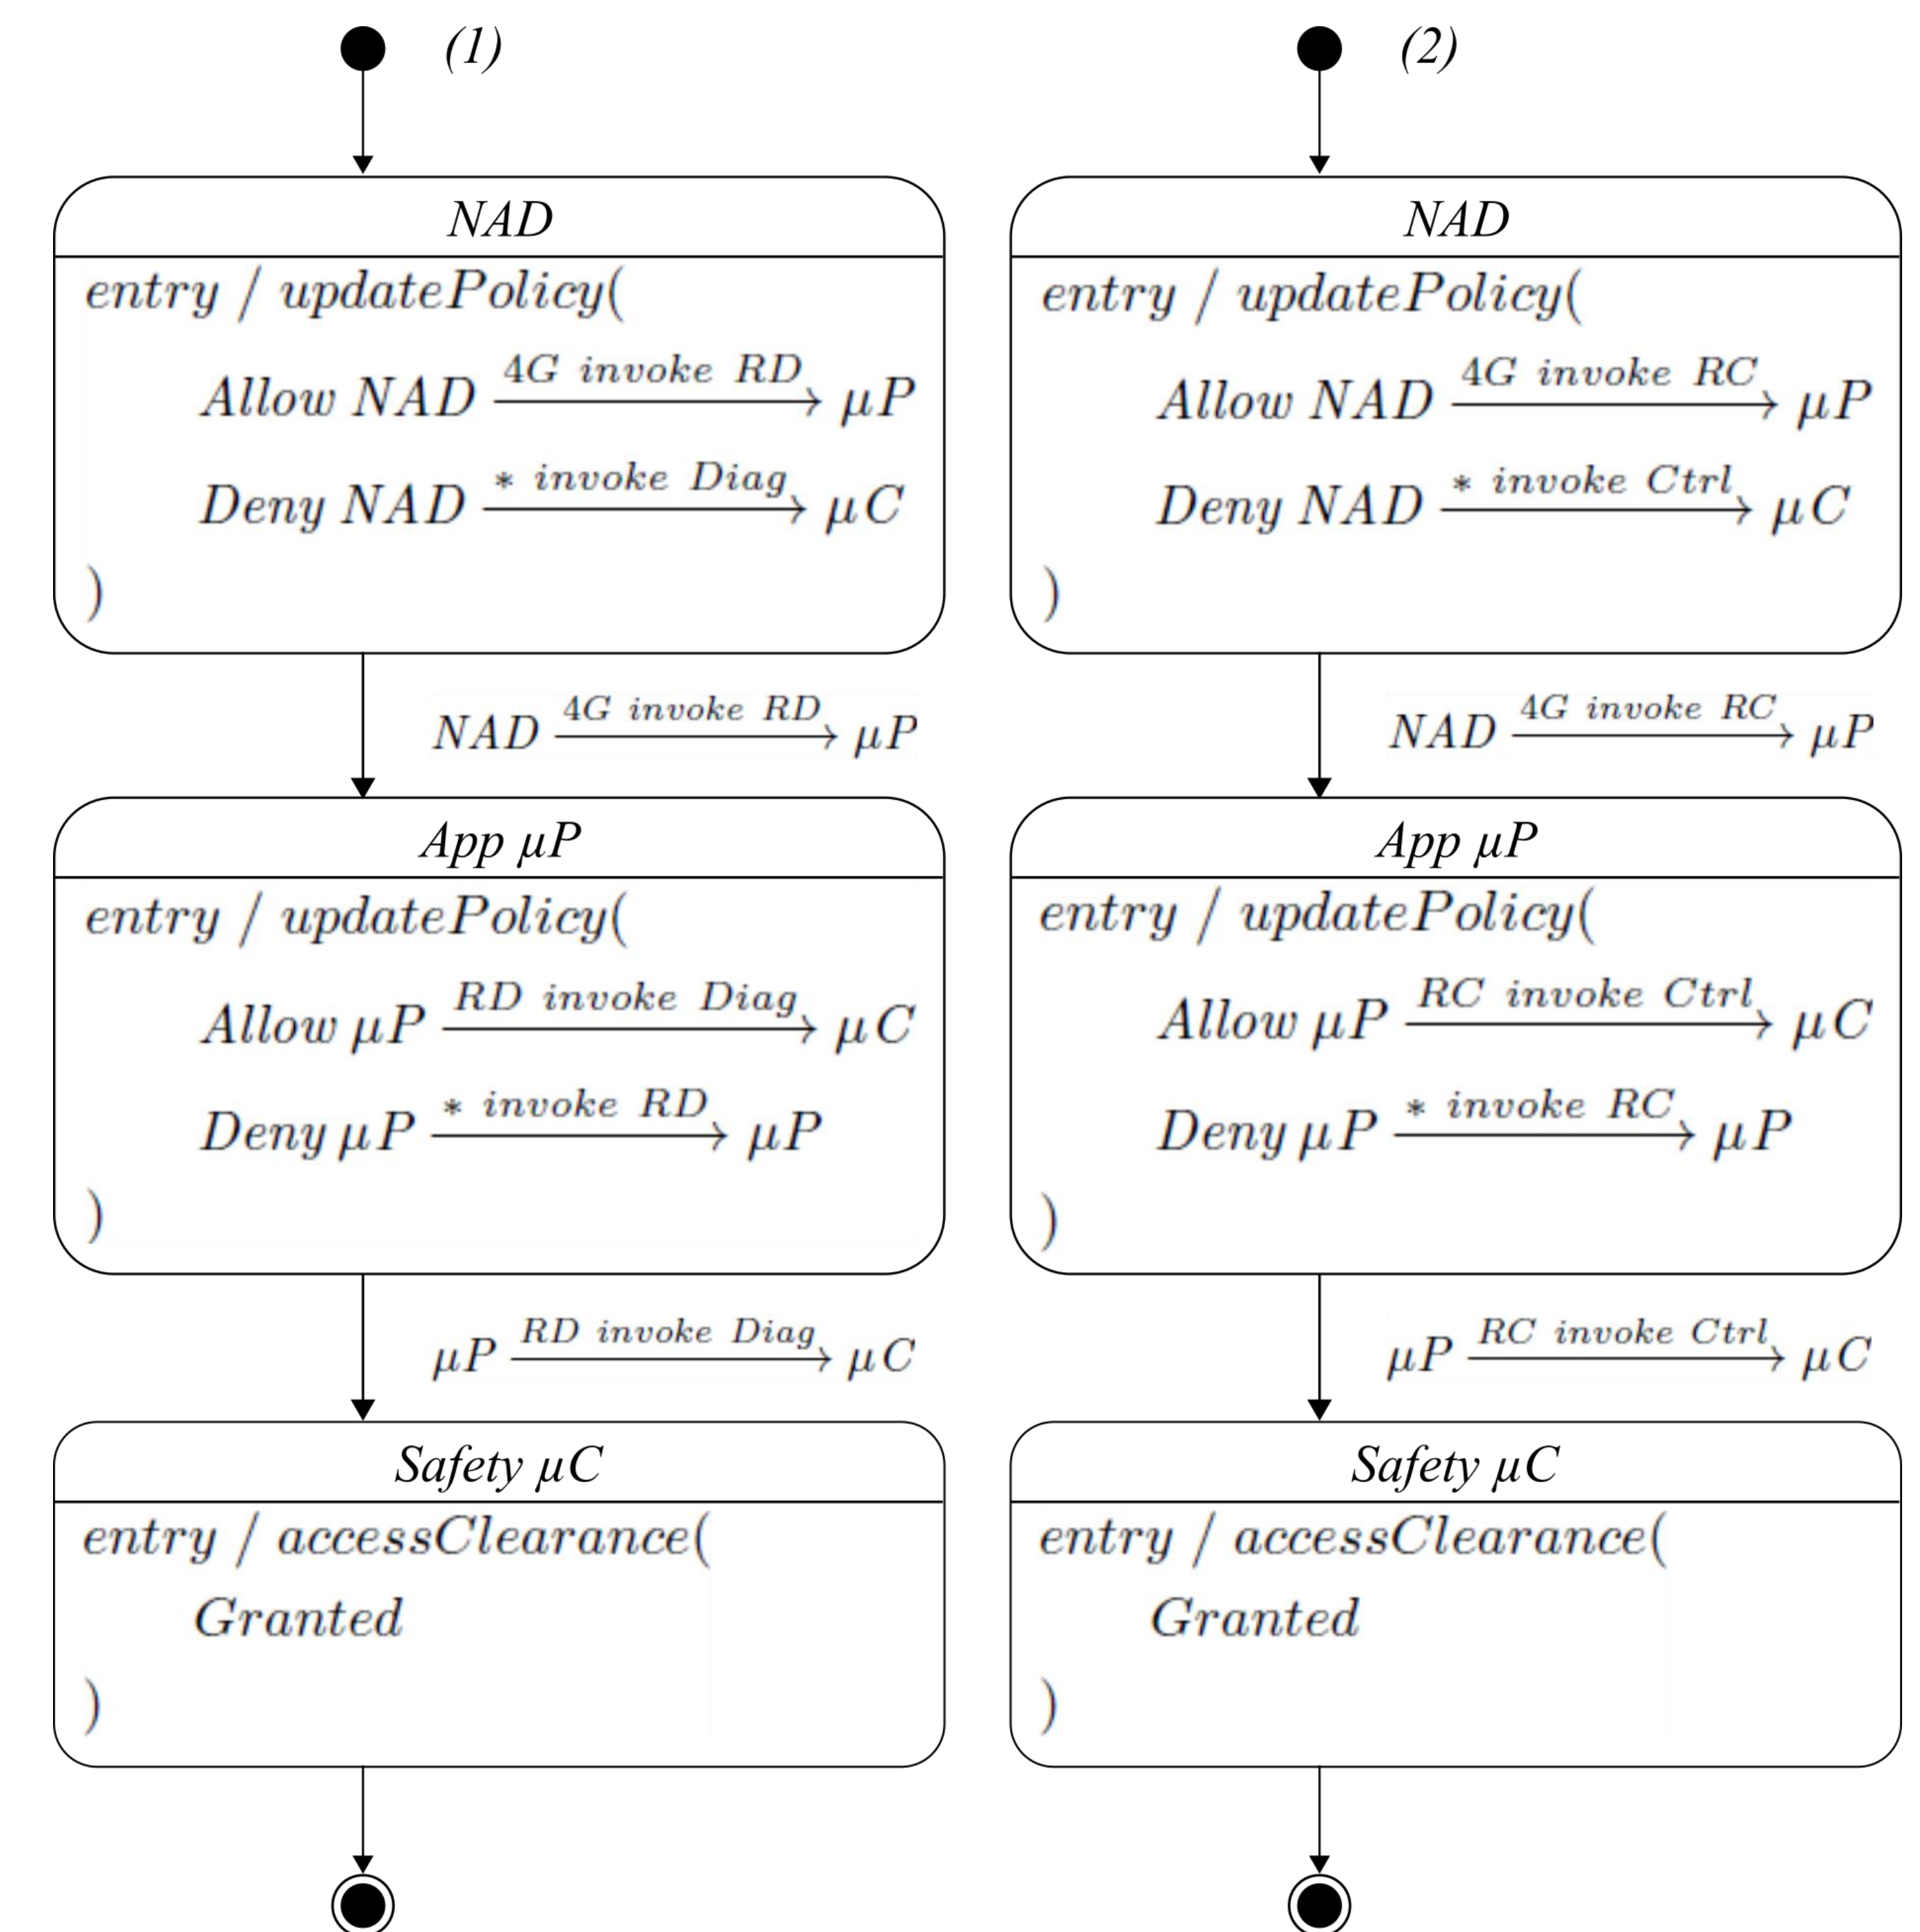 (1)
NAD
entry / updatePolicy(
4G invoke RD
Allow NAD ⟶ μP
* invoke Diag
Deny NAD ⟶ μC
)
4G invoke RD
NAD ⟶ μP
App μP
entry / updatePolicy(
RD invoke Diag
Allow μP ⟶ μC
* invoke RD
Deny μP ⟶ μP
)
RD invoke Diag
μP ⟶ μC
Safety μC
entry / accessClearance(
Granted
)
(2)
NAD
entry / updatePolicy(
4G invoke RC
Allow NAD ⟶ μP
* invoke Ctrl
Deny NAD ⟶ μC
)
4G invoke RC
NAD ⟶ μP
App μP
entry / updatePolicy(
RC invoke Ctrl
Allow μP ⟶ μC
* invoke RC
Deny μP ⟶ μP
)
RC invoke Ctrl
μP ⟶ μC
Safety μC
entry / accessClearance(
Granted
)